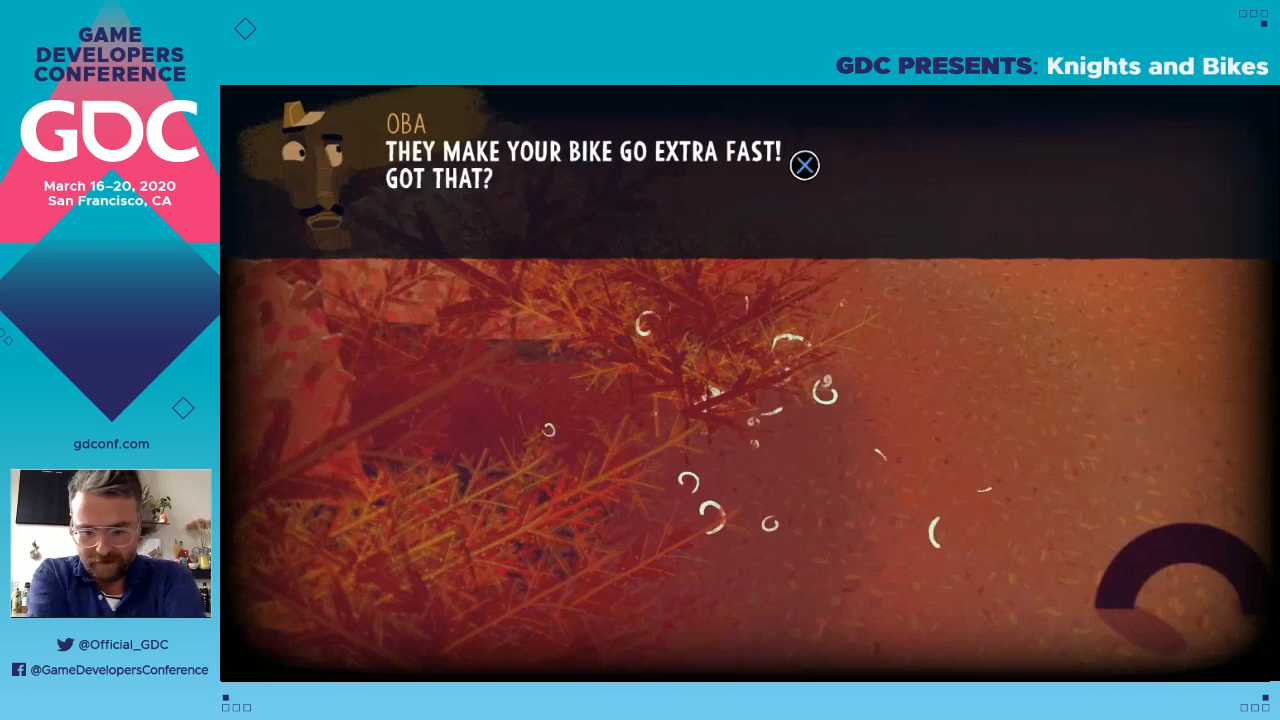 GAME
DEVELOPERS
CONFERENCE
GDC
March 16–20, 2020
San Francisco, CA
gdconf.com
@Official_GDC
@GameDevelopersConference
GDC PRESENTS: Knights and Bikes
OBA
THEY MAKE YOUR BIKE GO EXTRA FAST!
GOT THAT?